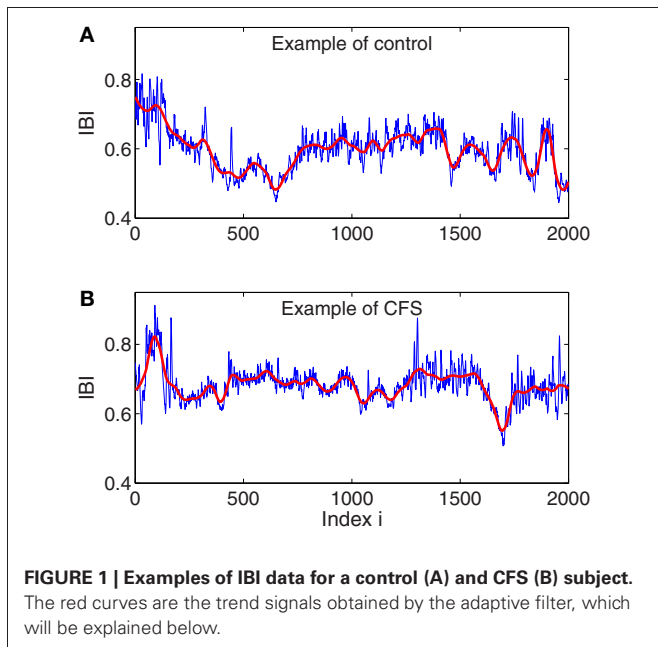 A
Example of control
0.8
0.6
0.4
IBI
0 500 1000 1500 2000
B
Example of CFS
0.8
0.6
0.4
IBI
0 500 1000 1500 2000
Index i
FIGURE 1 | Examples of IBI data for a control (A) and CFS (B) subject.
The red curves are the trend signals obtained by the adaptive filter, which
will be explained below.